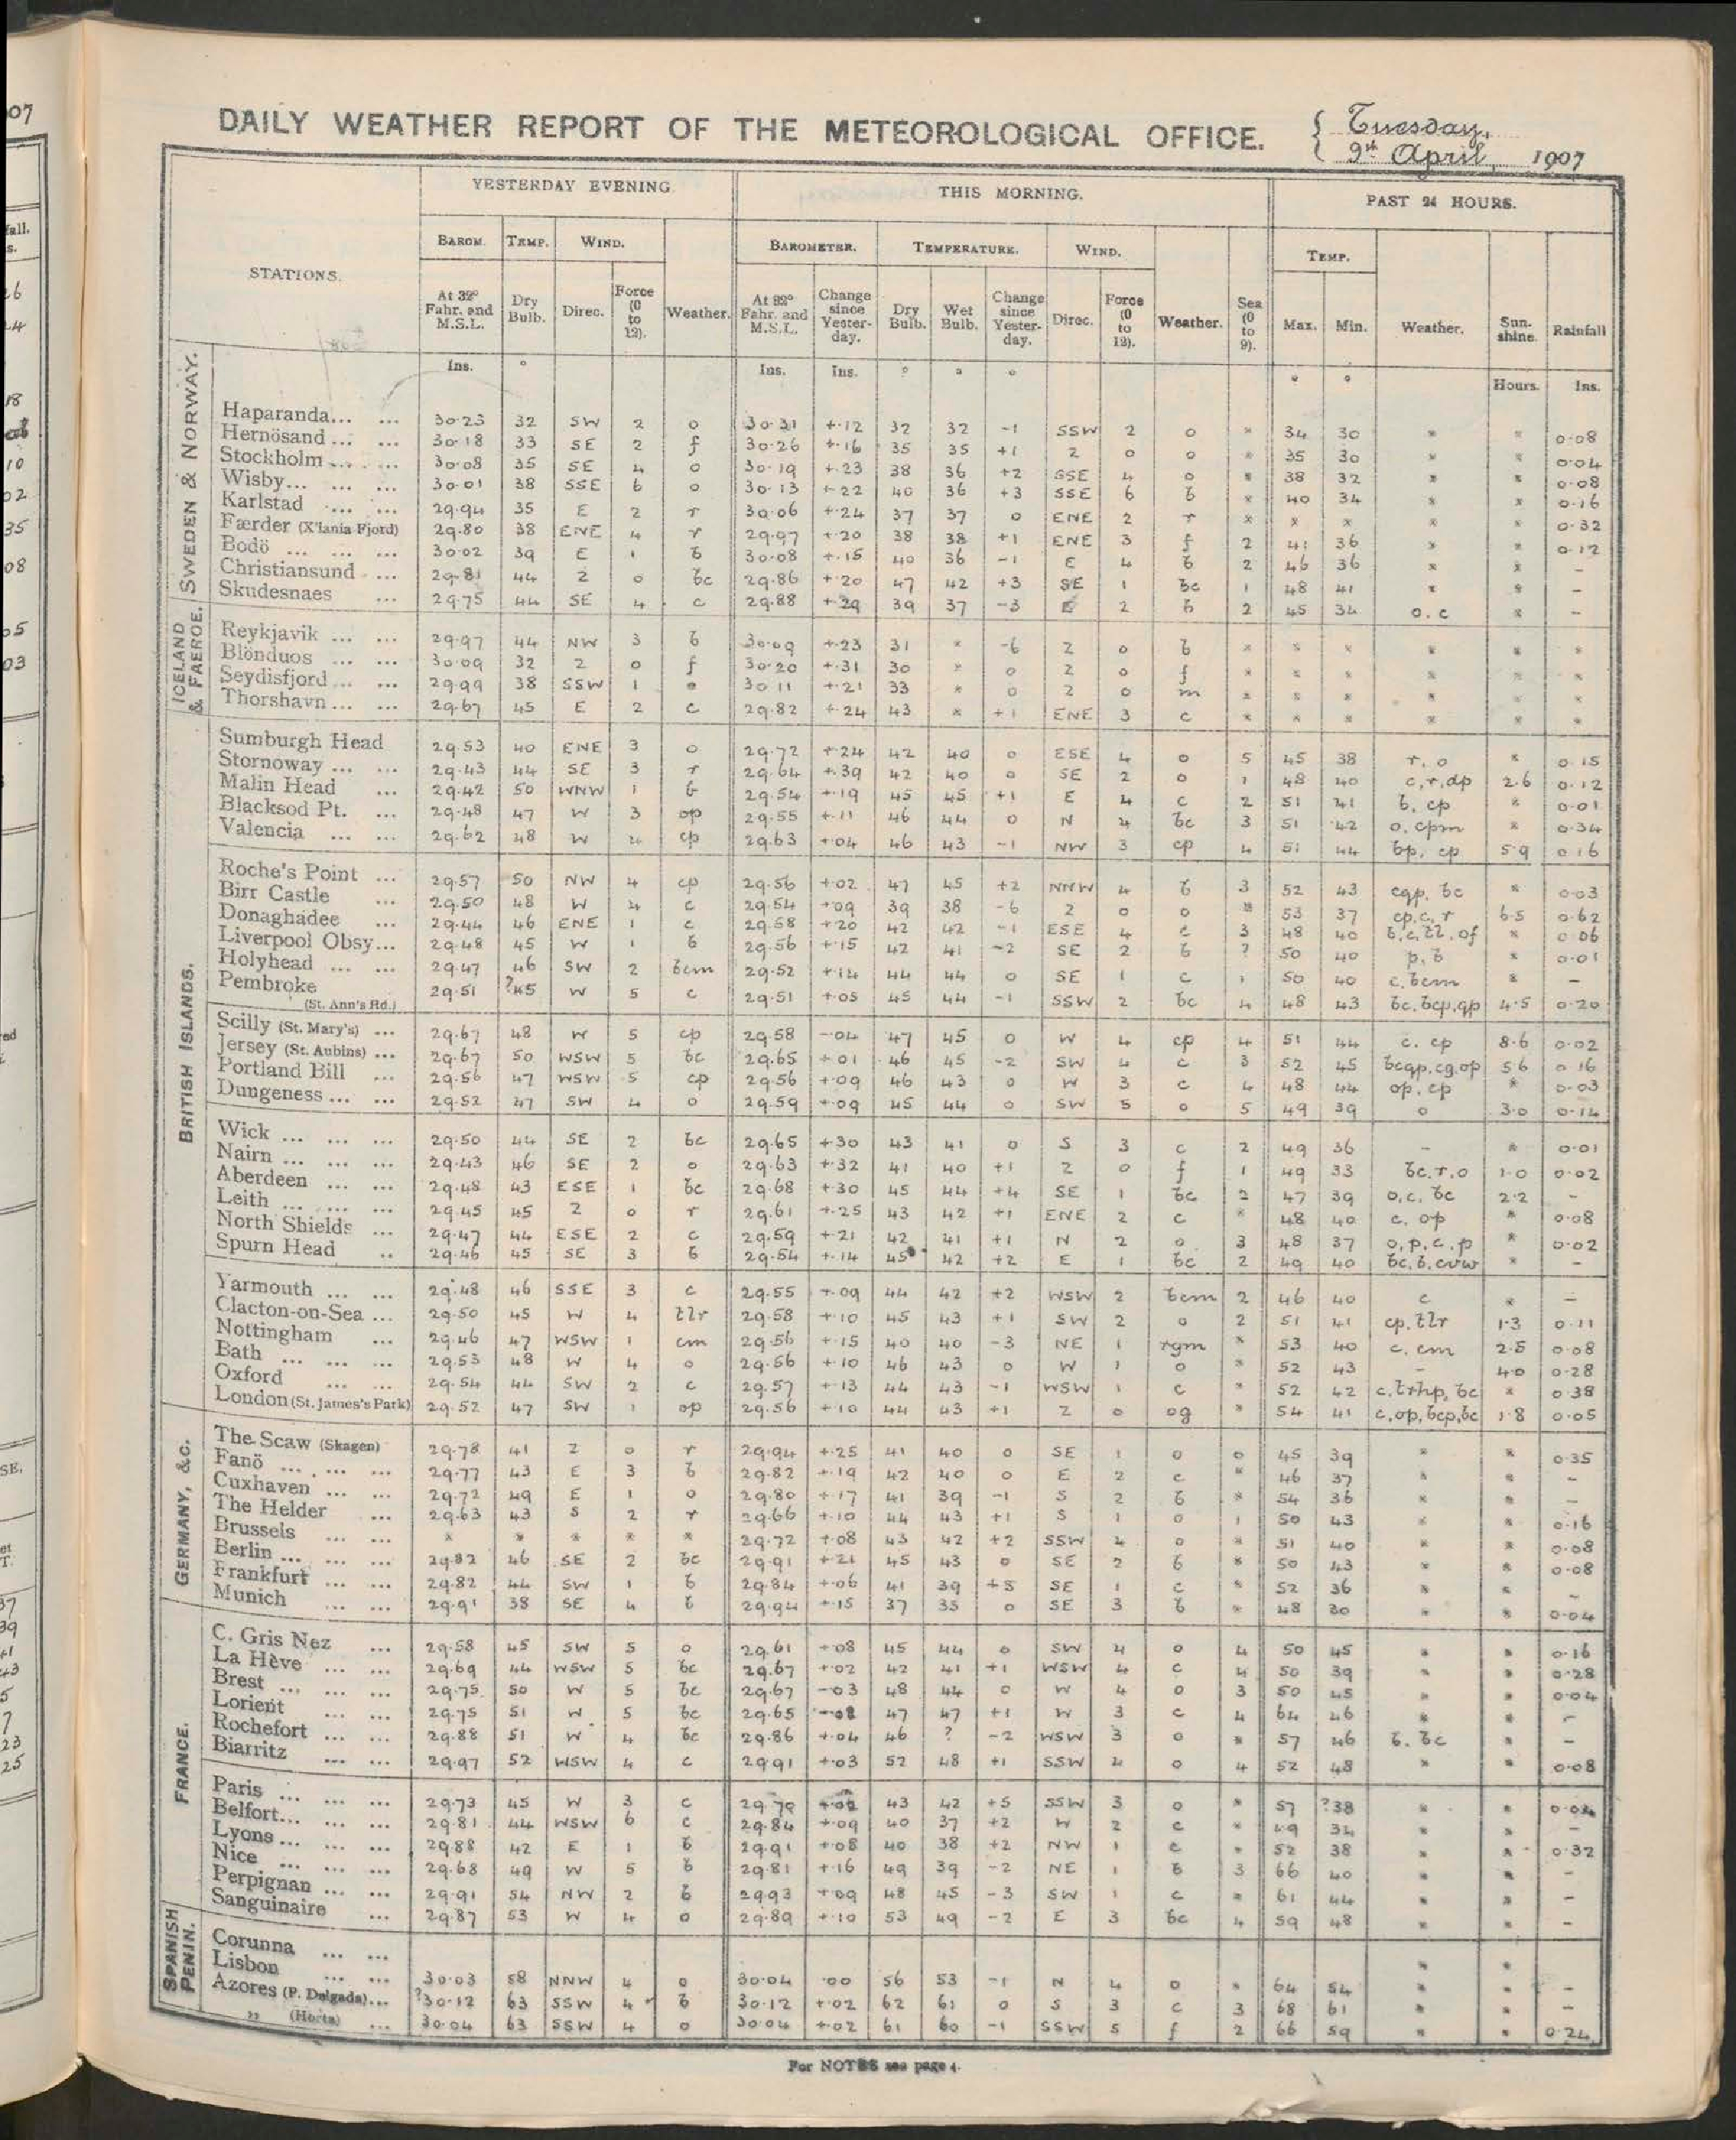 DAILY WEATHER REPORT OF THE METEOROLOGICAL OFFICE. { Tuesday, 9th April, 1907
STATIONS. YESTERDAY EVENING. THIS MORNING. PAST 24 HOURS.
BAROM. TEMP. WIND. Weather. BAROMETER. TEMPERATURE. WIND. Weather. Sea (0 to 9). TEMP. Weather. Sunshine. Rainfall
At 32° Fahr. and M.S.L. Dry Bulb. Direc. Force (0 to 12). At 32° Fahr. and M.S.L. Change since Yesterday. Dry Bulb. Wet Bulb. Change since Yesterday. Direc. Force (0 to 12). Max. Min.
Ins. ° Ins. Ins. ° ° ° ° ° Hours. Ins.
SWEDEN & NORWAY.
Haparanda... ... 30·23 32 SW 2 o 30·31 +·12 32 32 -1 SSW 2 o * 34 30 * * 0·08
Hernösand ... ... 30·18 33 SE 2 f 30·26 +·16 35 35 +1 Z 0 o * 35 30 * * 0·04
Stockholm ... ... 30·08 35 SE 4 o 30·19 +·23 38 36 +2 SSE 4 o * 38 32 * * 0·08
Wisby... ... ... 30·01 38 SSE 6 o 30·13 +·22 40 36 +3 SSE 6 b * 40 34 * * 0·16
Karlstad ... ... 29·94 35 E 2 r 30·06 +·24 37 37 0 ENE 2 r * * * * * 0·32
Færder (X'iania Fjord) 29·80 38 ENE 4 r 29·97 +·20 38 38 +1 ENE 3 f 2 41 36 * * 0·12
Bodö ... ... ... 30·02 39 E 1 b 30·08 +·15 40 36 -1 E 4 b 2 46 36 * * -
Christiansund ... 29·81 44 Z 0 bc 29·86 +·20 47 42 +3 SE 1 bc 1 48 41 * * -
Skudesnaes ... 29·75 44 SE 4 c 29·88 +·29 39 37 -3 E 2 b 2 45 34 o.c * -
ICELAND & FAEROE.
Reykjavik ... ... 29·97 44 NW 3 b 30·09 +·23 31 * -6 Z 0 b * * * * * *
Blönduos ... ... 30·09 32 Z 0 f 30·20 +·31 30 * 0 Z 0 f * * * * * *
Seydisfjord ... ... 29·99 38 SSW 1 o 30·11 +·21 33 * 0 Z 0 m * * * * * *
Thorshavn ... ... 29·67 45 E 2 c 29·82 +·24 43 * +1 ENE 3 c * * * * * *
BRITISH ISLANDS.
Sumburgh Head 29·53 40 ENE 3 o 29·72 +·24 42 40 0 ESE 4 o 5 45 38 r. o * 0·15
Stornoway ... ... 29·43 44 SE 3 r 29·64 +·39 42 40 0 SE 2 o 1 48 40 c,r,dp 2·6 0·12
Malin Head ... 29·42 50 WNW 1 b 29·54 +·19 45 45 +1 E 4 c 2 51 41 b, cp * 0·01
Blacksod Pt. ... 29·48 47 W 3 op 29·55 +·11 46 44 0 N 4 bc 3 51 42 o. cpm * 0·34
Valencia ... ... 29·62 48 W 4 cp 29·63 +·04 46 43 -1 NW 3 cp 4 51 44 bp, cp 5·9 0·16
Roche's Point ... 29·57 50 NW 4 cp 29·56 +·02 47 45 +2 NNW 4 b 3 52 43 cqp. bc * 0·03
Birr Castle ... 29·50 48 W 4 c 29·54 +·09 39 38 -6 Z 0 o * 53 37 cp, c, r 6·5 0·62
Donaghadee ... 29·44 46 ENE 1 c 29·58 +·20 42 42 -1 ESE 4 c 3 48 40 b,c,tl.of * 0·06
Liverpool Obsy... 29·48 45 W 1 b 29·56 +·15 42 41 -2 SE 2 b ? 50 40 p. b * 0·01
Holyhead ... ... 29·47 46 SW 2 bcm 29·52 +·14 44 44 0 SE 1 c 1 50 40 c. bcm * -
Pembroke (St. Ann's Hd.) 29·51 ?45 W 5 c 29·51 +·05 45 44 -1 SSW 2 bc 4 48 43 bc. bcp, qp 4·5 0·20
Scilly (St. Mary's) ... 29·67 48 W 5 cp 29·58 -·04 47 45 0 W 4 cp 4 51 44 c. cp 8·6 0·02
Jersey (St. Aubins) ... 29·67 50 WSW 5 bc 29·65 +·01 46 45 -2 SW 4 c 3 52 45 bcqp, cg, op 5·6 0·16
Portland Bill ... 29·56 47 WSW 5 cp 29·56 +·09 46 43 0 W 3 c 4 48 44 op, cp * 0·03
Dungeness ... ... 29·52 47 SW 4 o 29·59 +·09 45 44 0 SW 5 o 5 49 39 o 3·0 0·14
Wick ... ... ... 29·50 44 SE 2 bc 29·65 +·30 43 41 0 S 3 c 2 49 36 - * 0·01
Nairn ... ... ... 29·43 46 SE 2 o 29·63 +·32 41 40 +1 Z 0 f 1 49 33 bc,r,o 1·0 0·02
Aberdeen ... ... 29·48 43 ESE 1 bc 29·68 +·30 45 44 +4 SE 1 bc 2 47 39 o,c, bc 2·2 -
Leith ... ... ... 29·45 45 Z 0 r 29·61 +·25 43 42 +1 ENE 2 c * 48 40 c. op * 0·08
North Shields ... 29·47 44 ESE 2 c 29·59 +·21 42 41 +1 N 2 o 3 48 37 o, p, c, p * 0·02
Spurn Head .. 29·46 45 SE 3 b 29·54 +·14 45 42 +2 E 1 bc 2 49 40 bc, b, cvw * -
Yarmouth ... ... 29·48 46 SSE 3 c 29·55 +·09 44 42 +2 WSW 2 bcm 2 46 40 c * -
Clacton-on-Sea ... 29·50 45 W 4 tlr 29·58 +·10 45 43 +1 SW 2 o 2 51 41 cp. tlr 1·3 0·11
Nottingham ... 29·46 47 WSW 1 cm 29·56 +·15 40 40 -3 NE 1 rgm * 53 40 c. cm 2·5 0·08
Bath ... ... ... 29·53 48 W 4 o 29·56 +·10 46 43 0 W 1 o * 52 43 - 4·0 0·28
Oxford ... ... 29·54 44 SW 2 c 29·57 +·13 44 43 -1 WSW 1 c * 52 42 c, trhp, bc * 0·38
London (St. James's Park) 29·52 47 SW 1 op 29·56 +·10 44 43 +1 Z 0 og * 54 41 c, op, bcp, bc 1·8 0·05
GERMANY, &c.
The Scaw (Skagen) 29·78 41 Z 0 r 29·94 +·25 41 40 0 SE 1 o 0 45 39 * * 0·35
Fanö ... ... ... 29·77 43 E 3 b 29·82 +·19 42 40 0 E 2 c * 46 37 * * -
Cuxhaven ... ... 29·72 49 E 1 o 29·80 +·17 41 39 -1 S 2 b * 54 36 * * -
The Helder ... 29·63 43 S 2 r 29·66 +·10 44 43 +1 S 1 o 1 50 43 * * 0·16
Brussels ... ... * * * * * 29·72 +·08 43 42 +2 SSW 4 o * 51 40 * * 0·08
Berlin ... ... ... 29·82 46 SE 2 bc 29·91 +·21 45 43 0 SE 2 b * 50 43 * * 0·08
Frankfurt ... ... 29·82 44 SW 1 b 29·84 +·06 41 39 +5 SE 1 c * 52 36 * * -
Munich ... ... 29·91 38 SE 4 b 29·94 +·15 37 35 0 SE 3 b * 48 30 * * 0·04
FRANCE.
C. Gris Nez ... 29·58 45 SW 5 o 29·61 +·08 45 44 0 SW 4 o 4 50 45 * * 0·16
La Hève ... ... 29·69 44 WSW 5 bc 29·67 +·02 42 41 +1 WSW 4 c 4 50 39 * * 0·28
Brest ... ... ... 29·75 50 W 5 bc 29·67 -·03 48 44 0 W 4 o 3 50 45 * * 0·04
Lorient ... ... 29·75 51 W 5 bc 29·65 -·08 47 47 +1 W 3 c 4 64 46 * * -
Rochefort ... ... 29·88 51 W 4 bc 29·86 +·04 46 ? -2 WSW 3 o * 57 46 b. bc * -
Biarritz ... ... 29·97 52 WSW 4 c 29·91 +·03 52 48 +1 SSW 4 o 4 52 48 * * 0·08
Paris ... ... ... 29·73 45 W 3 c 29·70 +·02 43 42 +5 SSW 3 o * 57 ?38 * * 0·04
Belfort... ... ... 29·81 44 WSW 6 c 29·84 +·09 40 37 +2 W 2 c * 49 34 * * -
Lyons ... ... ... 29·88 42 E 1 b 29·91 +·08 40 38 +2 NW 1 c * 52 38 * * 0·32
Nice ... ... ... 29·68 49 W 5 b 29·81 +·16 49 39 -2 NE 1 b 3 66 40 * * -
Perpignan ... ... 29·91 54 NW 2 b 29·93 +·09 48 45 -3 SW 1 c * 61 44 * * -
Sanguinaire ... 29·87 53 W 4 o 29·89 +·10 53 49 -2 E 3 bc 4 59 48 * * -
SPANISH PENIN.
Corunna ... ... * *
Lisbon ... ... 30·03 58 NNW 4 o 30·04 ·00 56 53 -1 N 4 o * 64 54 * * -
Azores (P. Delgada)... ?30·12 63 SSW 4 b 30·12 +·02 62 61 0 S 3 c 3 68 61 * * -
" (Horta) ... 30·04 63 SSW 4 o 30·04 +·02 61 60 -1 SSW 5 f 2 66 59 * * 0·24
For NOTES see page 4.